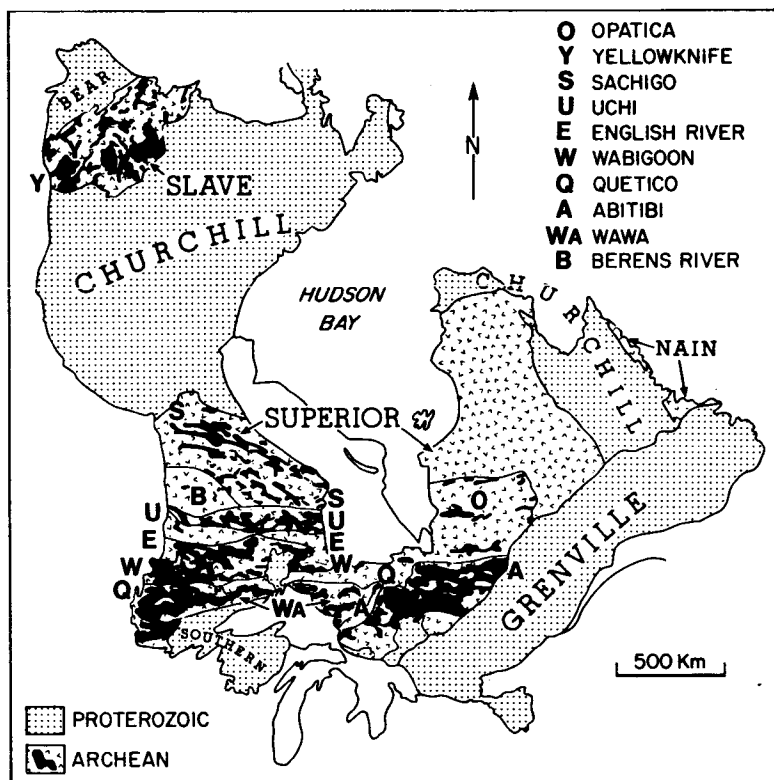 O OPATICA
Y YELLOWKNIFE
S SACHIGO
U UCHI
E ENGLISH RIVER
W WABIGOON
Q QUETICO
A ABITIBI
WA WAWA
B BERENS RIVER
BEAR
N
Y
SLAVE
CHURCHILL
HUDSON
BAY
CHURCHILL
NAIN
S
SUPERIOR
B
S
O
U
U
E
E
W
W
Q
Q
A
WA
A
SOUTHERN
GRENVILLE
500 Km
PROTEROZOIC
ARCHEAN